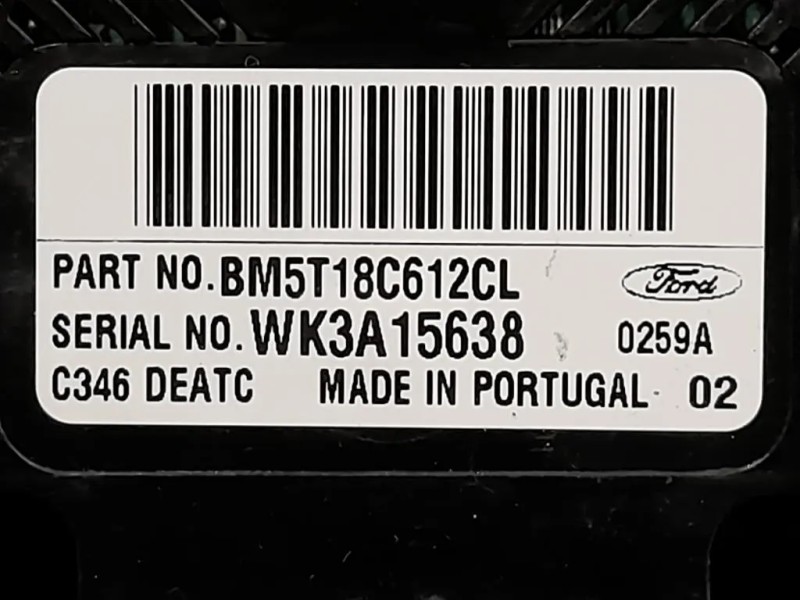 PART NO. BM5T18C612CL Ford
SERIAL NO. WK3A15638 0259A
C346 DEATC MADE IN PORTUGAL 02